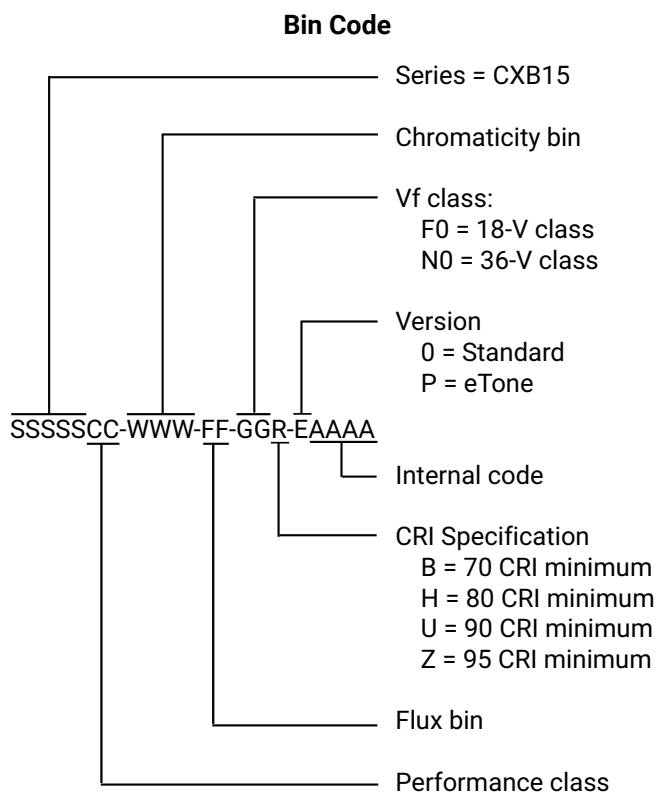 Bin Code
Series = CXB15
Chromaticity bin
Vf class:
F0 = 18-V class
N0 = 36-V class
Version
0 = Standard
P = eTone
SSSSSCC-WWW-FF-GGR-EAAAA
Internal code
CRI Specification
B = 70 CRI minimum
H = 80 CRI minimum
U = 90 CRI minimum
Z = 95 CRI minimum
Flux bin
Performance class